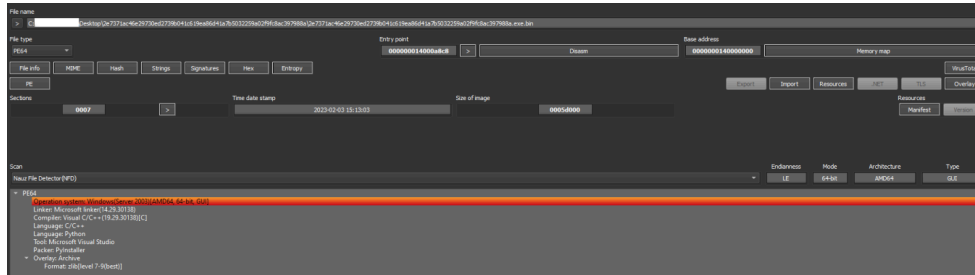 File name
> C: Desktop\2e7371ac46e29730ed2739b041c619ea86d41a7b5032259a02f9fc8ac397988a\2e7371ac46e29730ed2739b041c619ea86d41a7b5032259a02f9fc8ac397988a.exe.bin
File type Entry point Base address
PE64 000000014000a8c8 > Disasm 0000000140000000 Memory map
File info MIME Hash Strings Signatures Hex Entropy VirusTota
PE Export Import Resources .NET TLS Overlay
Sections Time date stamp Size of image Resources
0007 > 2023-02-03 15:13:03 0005d000 Manifest Version
Scan Endianness Mode Architecture Type
Nauz File Detector(NFD) LE 64-bit AMD64 GUI
PE64
Operation system: Windows(Server 2003)[AMD64, 64-bit, GUI]
Linker: Microsoft linker(14.29.30138)
Compiler: Visual C/C++(19.29.30138)[C]
Language: C/C++
Language: Python
Tool: Microsoft Visual Studio
Packer: PyInstaller
Overlay: Archive
Format: zlib[level 7-9(best)]